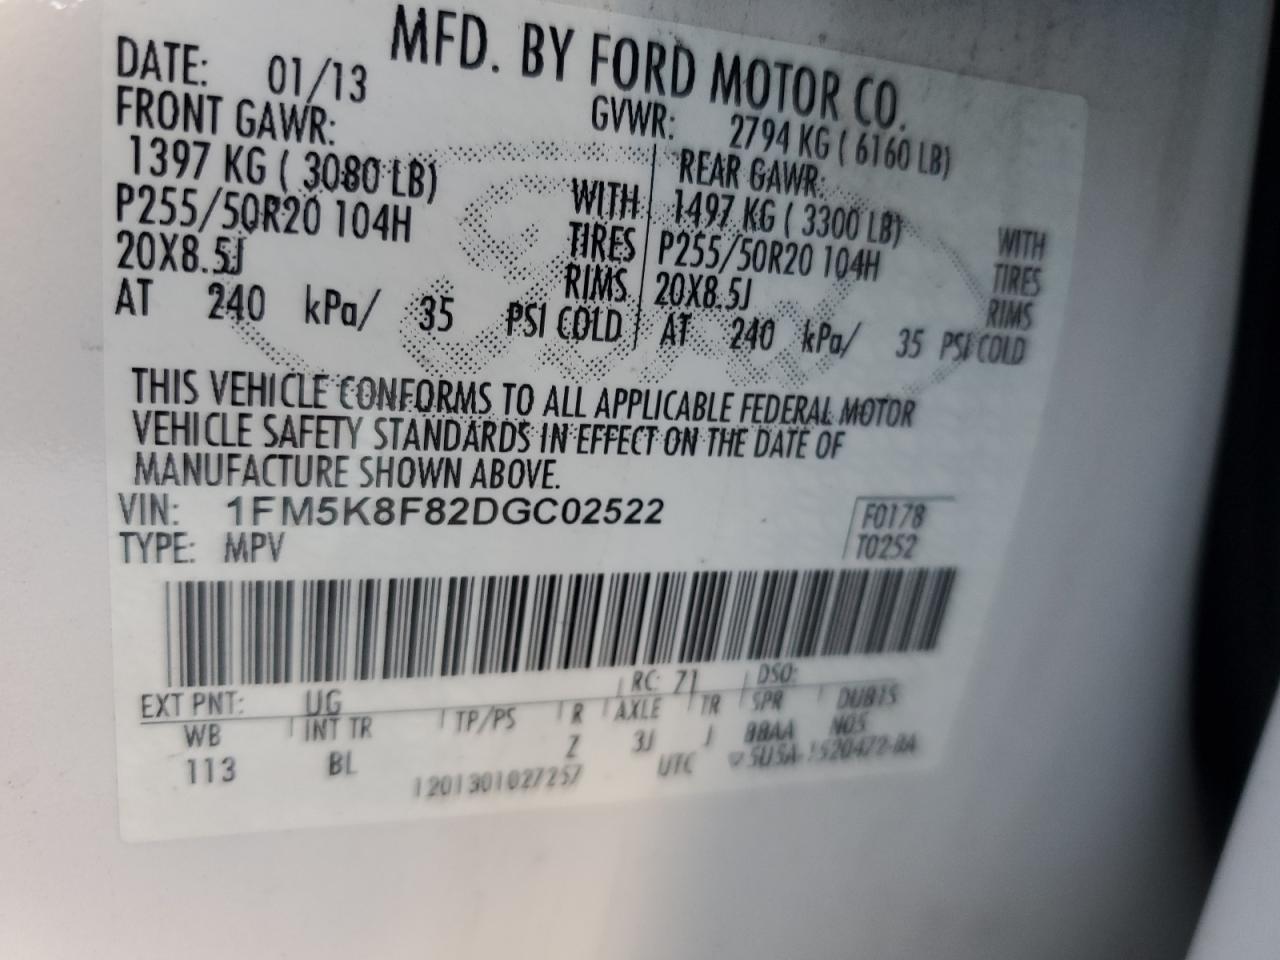 MFD. BY FORD MOTOR CO.
DATE: 01/13 GVWR: 2794 KG ( 6160 LB)
FRONT GAWR: REAR GAWR:
1397 KG ( 3080 LB) WITH 1497 KG ( 3300 LB) WITH
P255/50R20 104H TIRES P255/50R20 104H TIRES
20X8.5J RIMS 20X8.5J RIMS
AT 240 kPa/ 35 PSI COLD AT 240 kPa/ 35 PSI COLD
THIS VEHICLE CONFORMS TO ALL APPLICABLE FEDERAL MOTOR
VEHICLE SAFETY STANDARDS IN EFFECT ON THE DATE OF
MANUFACTURE SHOWN ABOVE.
VIN: 1FM5K8F82DGC02522 F0178
TYPE: MPV T0252
EXT PNT: UG RC: 71 DSO:
WB INT TR TP/PS R AXLE TR SPR
113 BL Z 3J J
1201301027257 UTC